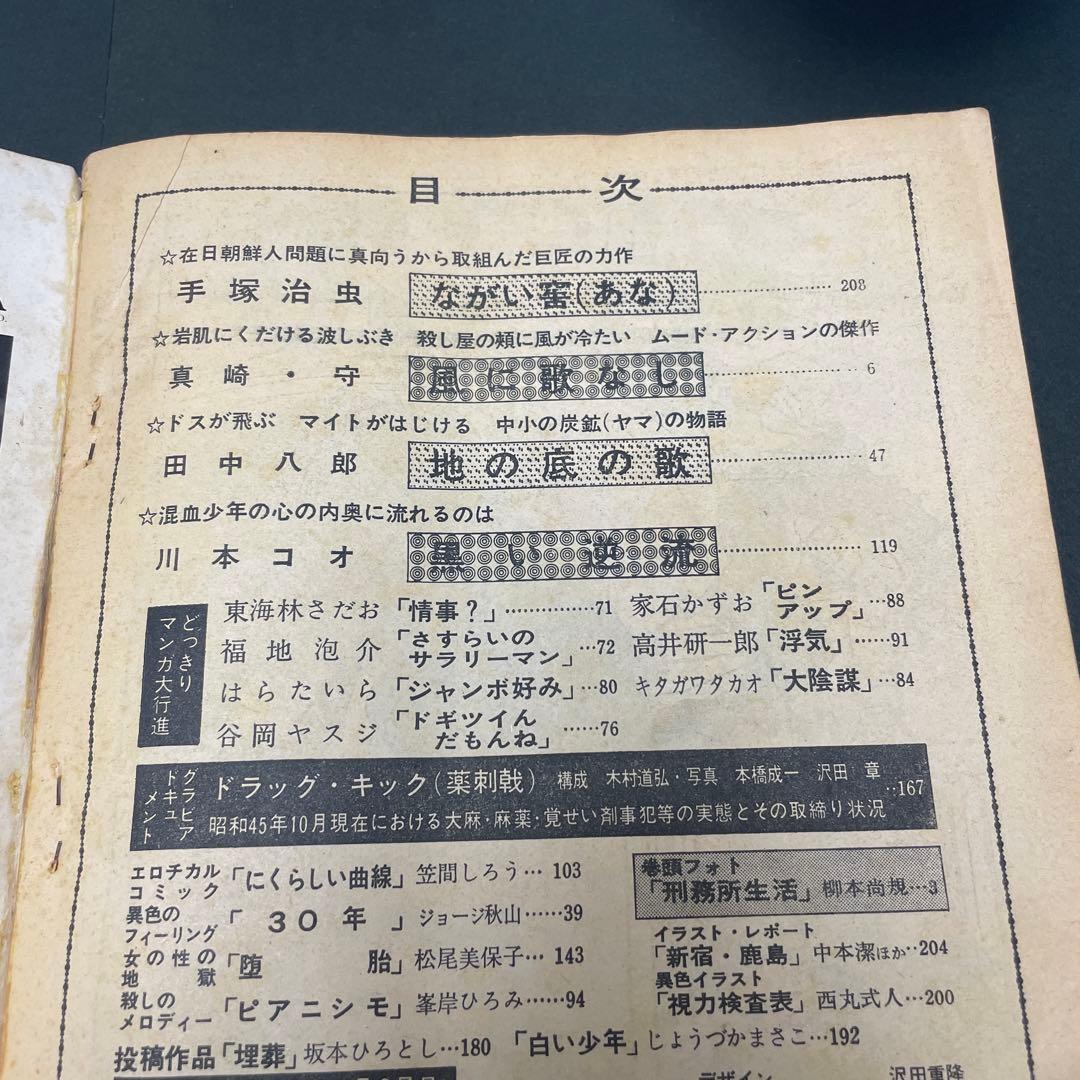 目 次
☆在日朝鮮人問題に真向うから取組んだ巨匠の力作
手塚治虫 ながい窖(あな) 208
☆岩肌にくだける波しぶき 殺し屋の頬に風が冷たい ムード・アクションの傑作
真崎・守 風に歌なし 6
☆ドスが飛ぶ マイトがはじける 中小の炭鉱(ヤマ)の物語
田中八郎 地の底の歌 47
☆混血少年の心の内奥に流れるのは
川本コオ 黒い逆流 119
どっきり
マンガ大行進
東海林さだお「情事?」……………71
福地泡介「さすらいの
サラリーマン」…72
はらたいら「ジャンボ好み」…80
谷岡ヤスジ「ドギツイん
だもんね」……76
家石かずお「ピン
アップ」…88
高井研一郎「浮気」……91
キタガワタカオ「大陰謀」…84
グラビア
ドキュ
メント
ドラッグ・キック(薬刺戟) 構成 木村道弘・写真 本橋成一 沢田 章 …167
昭和45年10月現在における大麻・麻薬・覚せい剤事犯等の実態とその取締り状況
エロチカル
コミック「にくらしい曲線」笠間しろう…103
異色の
フィーリング「30年」ジョージ秋山……39
女の性の
地獄「堕胎」松尾美保子…143
殺しの
メロディー「ピアニシモ」峯岸ひろみ……94
巻頭フォト
「刑務所生活」柳本尚規…3
イラスト・レポート
「新宿・鹿島」中本潔ほか…204
異色イラスト
「視力検査表」西丸式人…200
投稿作品「埋葬」坂本ひろとし…180 「白い少年」じょうづかまさこ…192
デザイン 沢田重隆